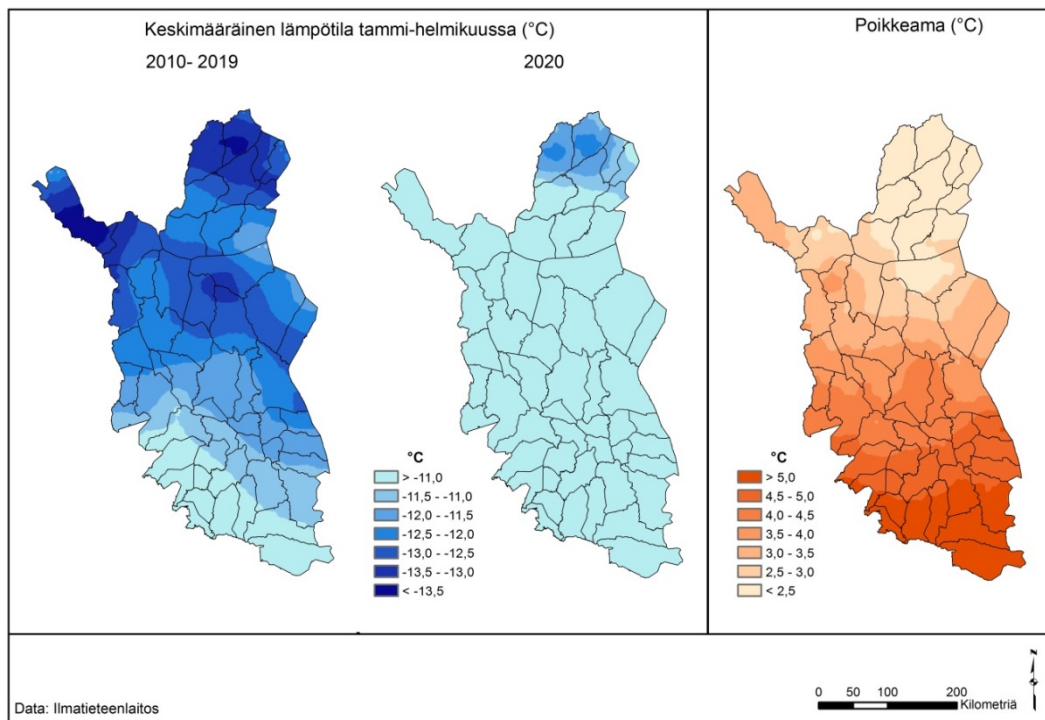 Keskimääräinen lämpötila tammi-helmikuussa (°C)
2010- 2019
2020
Poikkeama (°C)
°C
> -11,0
-11,5 - -11,0
-12,0 - -11,5
-12,5 - -12,0
-13,0 - -12,5
-13,5 - -13,0
< -13,5
°C
> 5,0
4,5 - 5,0
4,0 - 4,5
3,5 - 4,0
3,0 - 3,5
2,5 - 3,0
< 2,5
Data: Ilmatieteenlaitos
0 50 100 200
Kilometriä
N